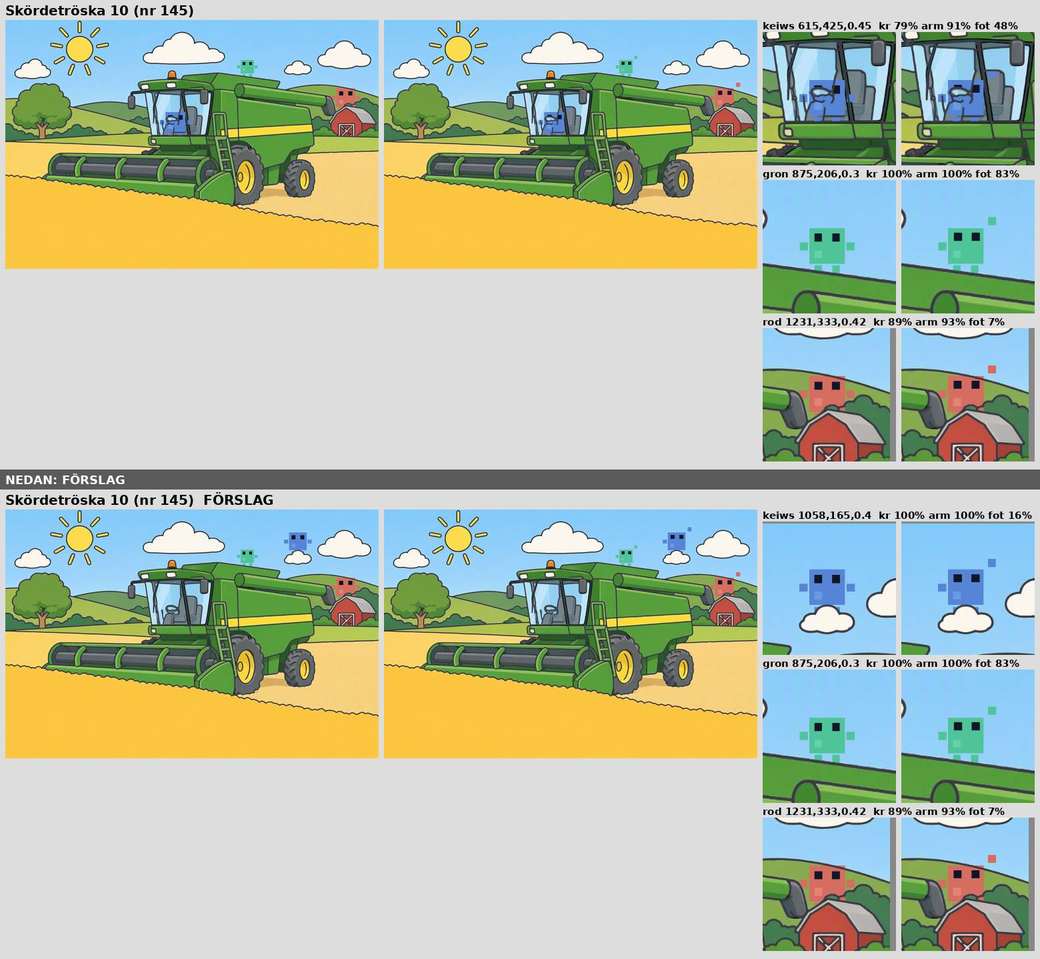 Skördetröska 10 (nr 145)
keiws 615,425,0.45 kr 79% arm 91% fot 48%
gron 875,206,0.3 kr 100% arm 100% fot 83%
rod 1231,333,0.42 kr 89% arm 93% fot 7%
NEDAN: FÖRSLAG
Skördetröska 10 (nr 145) FÖRSLAG
keiws 1058,165,0.4 kr 100% arm 100% fot 16%
gron 875,206,0.3 kr 100% arm 100% fot 83%
rod 1231,333,0.42 kr 89% arm 93% fot 7%